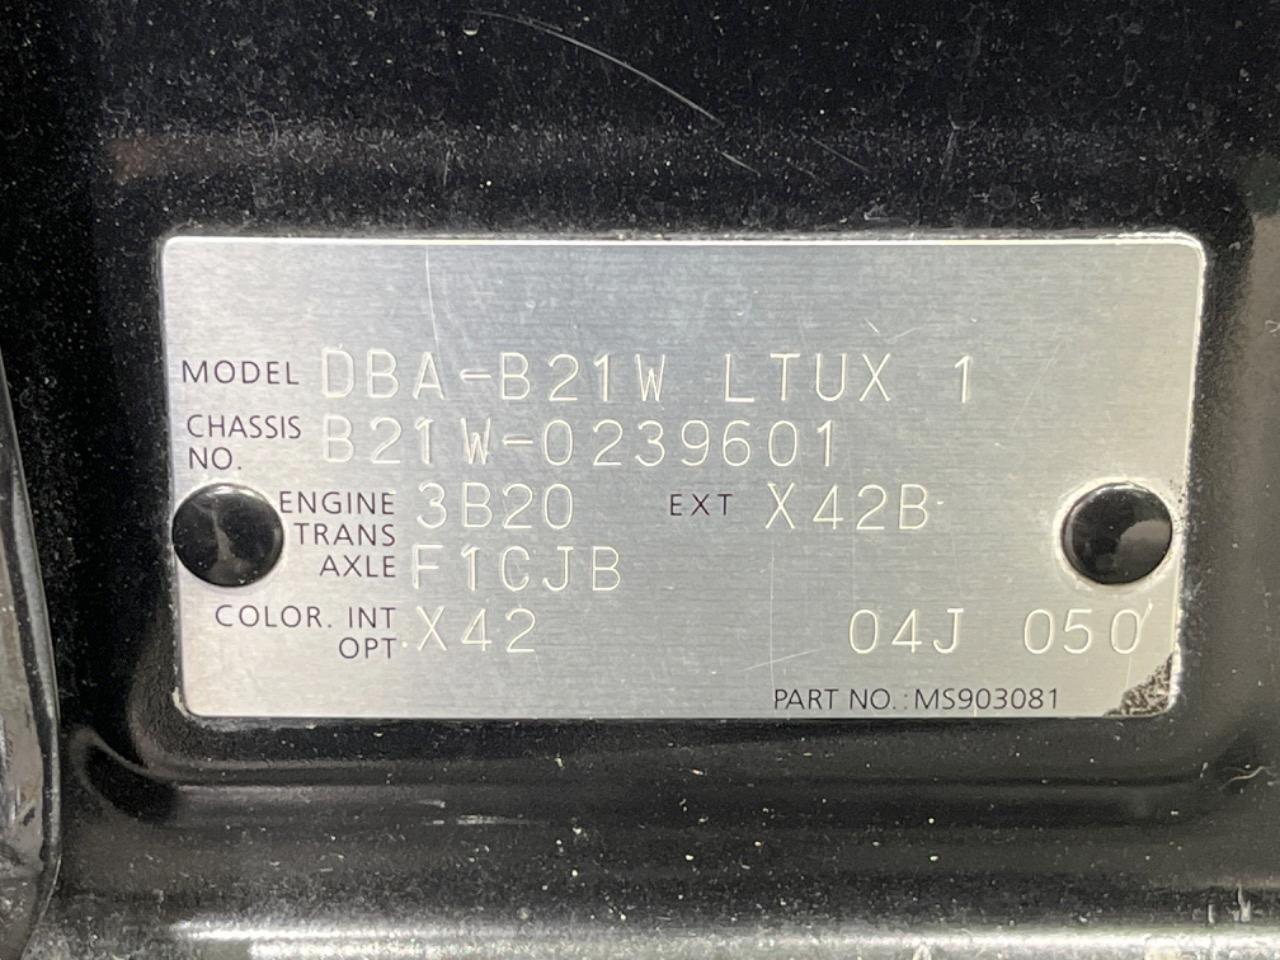 MODEL DBA-B21W LTUX 1
CHASSIS NO. B21W-0239601
ENGINE 3B20 EXT X42B
TRANS AXLE F1CJB
COLOR. INT OPT. X42 04J 050
PART NO. : MS903081